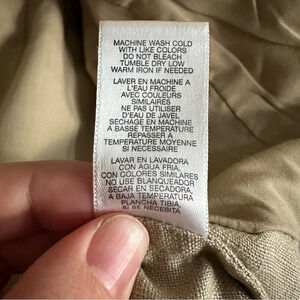 MACHINE WASH COLD
WITH LIKE COLORS
DO NOT BLEACH
TUMBLE DRY LOW
WARM IRON IF NEEDED
LAVER EN MACHINE A
L'EAU FROIDE
AVEC COULEURS
SIMILAIRES
NE PAS UTILISER
D'EAU DE JAVEL
SECHAGE EN MACHINE
A BASSE TEMPERATURE
REPASSER A
TEMPERATURE MOYENNE
SI NECESSAIRE
LAVAR EN LAVADORA
CON AGUA FRIA,
CON COLORES SIMILARES
NO USE BLANQUEADOR
SECAR EN SECADORA,
A BAJA TEMPERATURA
PLANCHA TIBIA
SI SE NECESITA